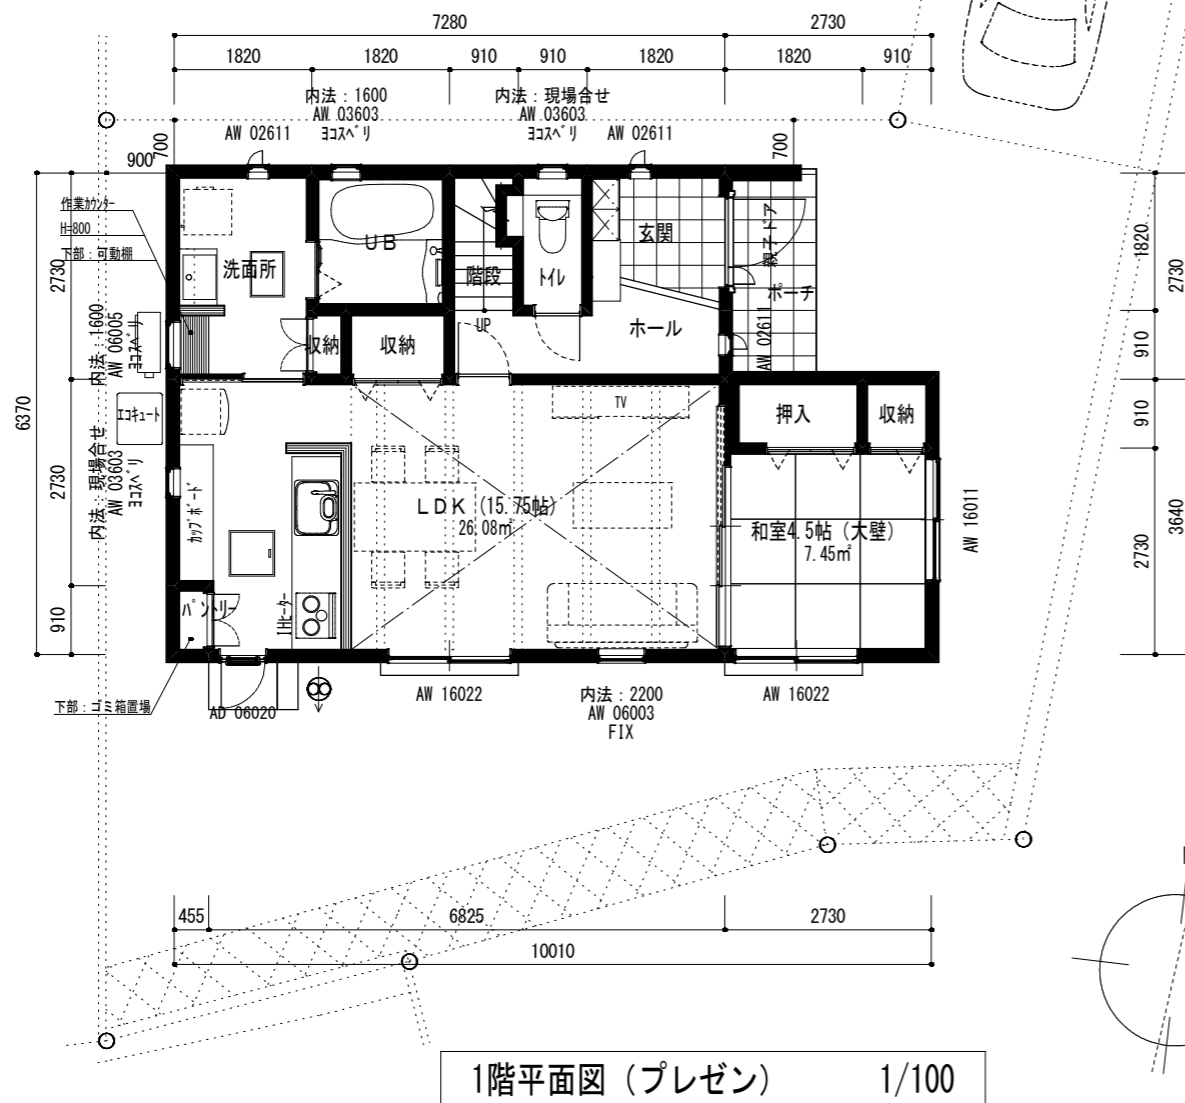 7280
2730
1820
1820
910
910
1820
1820
910
内法：1600
AW 03603
ﾖｺｽﾍﾞﾘ
内法：現場合せ
AW 03603
ﾖｺｽﾍﾞﾘ
AW 02611
AW 02611
900
700
700
作業ｶｳﾝﾀｰ
H=800
下部：可動棚
洗面所
UB
階段
ﾄｲﾚ
玄関
親子ドア
ポーチ
ホール
UP
収納
収納
AW 02611
2730
内法：1600
AW 06005
ﾖｺｽﾍﾞﾘ
6370
ｴｺｷｭｰﾄ
内法：現場合せ
AW 03603
ﾖｺｽﾍﾞﾘ
2730
910
ｶｯﾌﾟﾎﾞｰﾄﾞ
TV
押入
収納
LDK（15.75帖）
26.08㎡
和室4.5帖（大壁）
7.45㎡
AW 16011
パントリー
IHﾋｰﾀｰ
下部：ゴミ箱置場
AD 06020
AW 16022
内法：2200
AW 06003
FIX
AW 16022
1820
2730
910
910
3640
2730
455
6825
2730
10010
1階平面図（プレゼン） 1/100